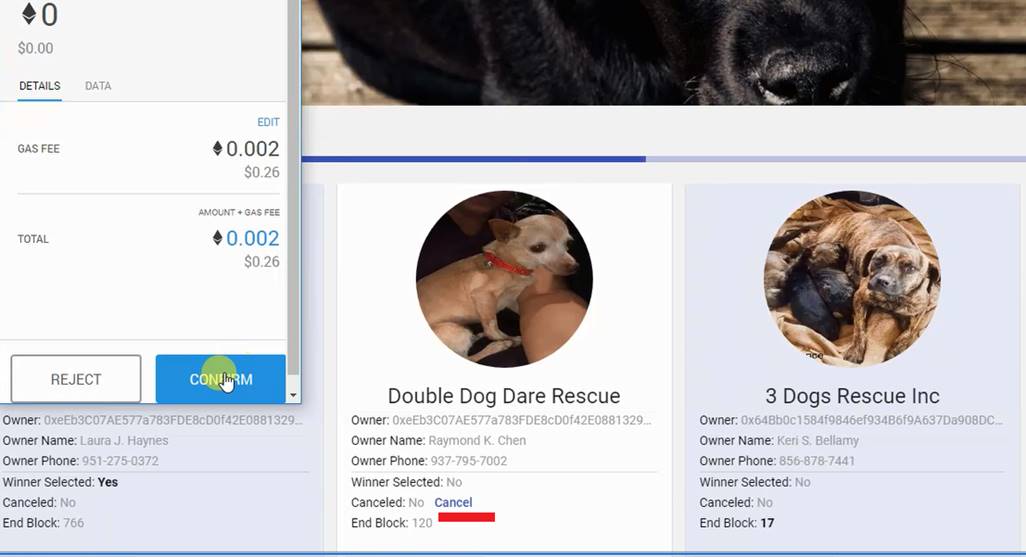 0
$0.00
DETAILS DATA
EDIT
GAS FEE 0.002
$0.26
AMOUNT + GAS FEE
TOTAL 0.002
$0.26
REJECT CONFIRM
Owner: 0xeEb3C07AE577a783FDE8cD0f42E0881329...
Owner Name: Laura J. Haynes
Owner Phone: 951-275-0372
Winner Selected: Yes
Canceled: No
End Block: 766
Double Dog Dare Rescue
Owner: 0xeEb3C07AE577a783FDE8cD0f42E0881329...
Owner Name: Raymond K. Chen
Owner Phone: 937-795-7002
Winner Selected: No
Canceled: No Cancel
End Block: 120
3 Dogs Rescue Inc
Owner: 0x64Bb0c1584f9846ef934B6f9A637Da908DC...
Owner Name: Keri S. Bellamy
Owner Phone: 856-878-7441
Winner Selected: No
Canceled: No
End Block: 17